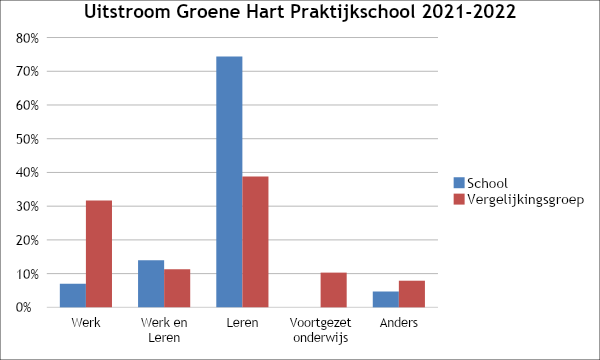 Uitstroom Groene Hart Praktijkschool 2021-2022
80%
70%
60%
50%
40%
30%
20%
10%
0%
Werk
Werk en
Leren
Leren
Voortgezet
onderwijs
Anders
School
Vergelijkingsgroep